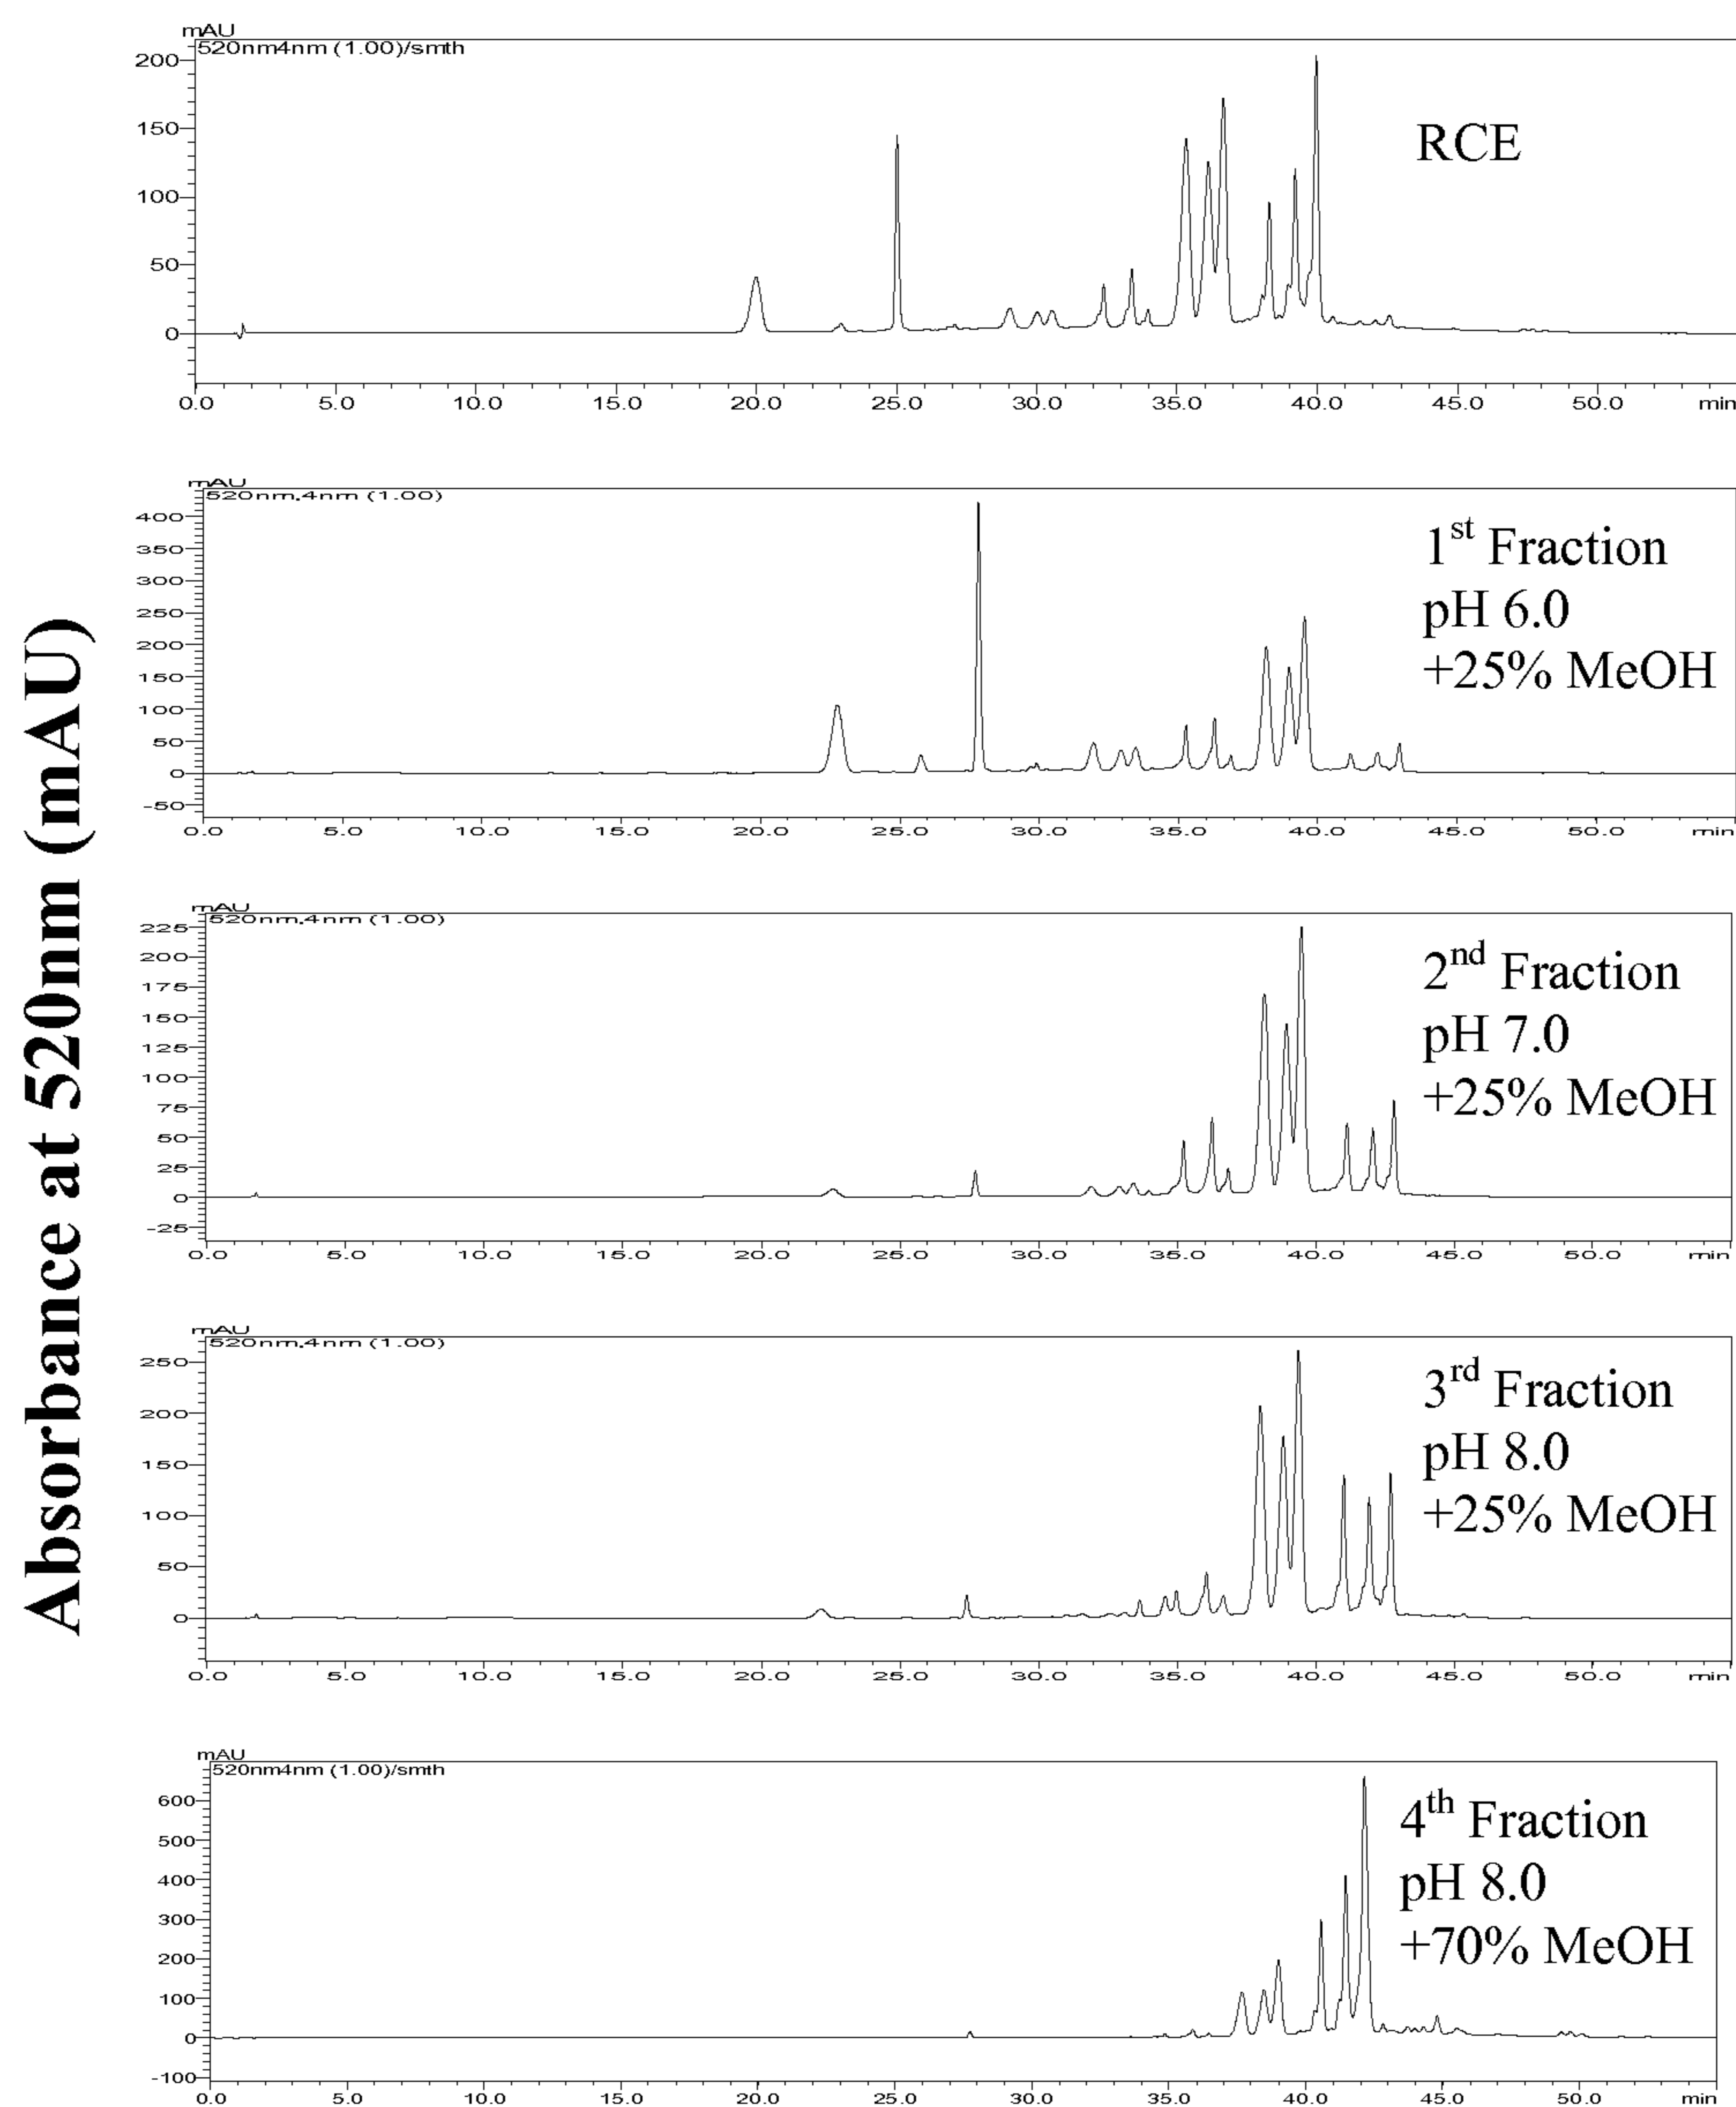 Absorbance at 520nm (mAU)
mAU
520nm4nm (1.00)/smth
RCE
200
150
100
50
0
0.0 5.0 10.0 15.0 20.0 25.0 30.0 35.0 40.0 45.0 50.0 min
mAU
520nm,4nm (1.00)
1st Fraction
pH 6.0
+25% MeOH
400
350
300
250
200
150
100
50
0
-50
0.0 5.0 10.0 15.0 20.0 25.0 30.0 35.0 40.0 45.0 50.0 min
mAU
520nm,4nm (1.00)
2nd Fraction
pH 7.0
+25% MeOH
225
200
175
150
125
100
75
50
25
0
-25
0.0 5.0 10.0 15.0 20.0 25.0 30.0 35.0 40.0 45.0 50.0 min
mAU
520nm,4nm (1.00)
3rd Fraction
pH 8.0
+25% MeOH
250
200
150
100
50
0
0.0 5.0 10.0 15.0 20.0 25.0 30.0 35.0 40.0 45.0 50.0 min
mAU
520nm4nm (1.00)/smth
4th Fraction
pH 8.0
+70% MeOH
600
500
400
300
200
100
0
-100
0.0 5.0 10.0 15.0 20.0 25.0 30.0 35.0 40.0 45.0 50.0 min